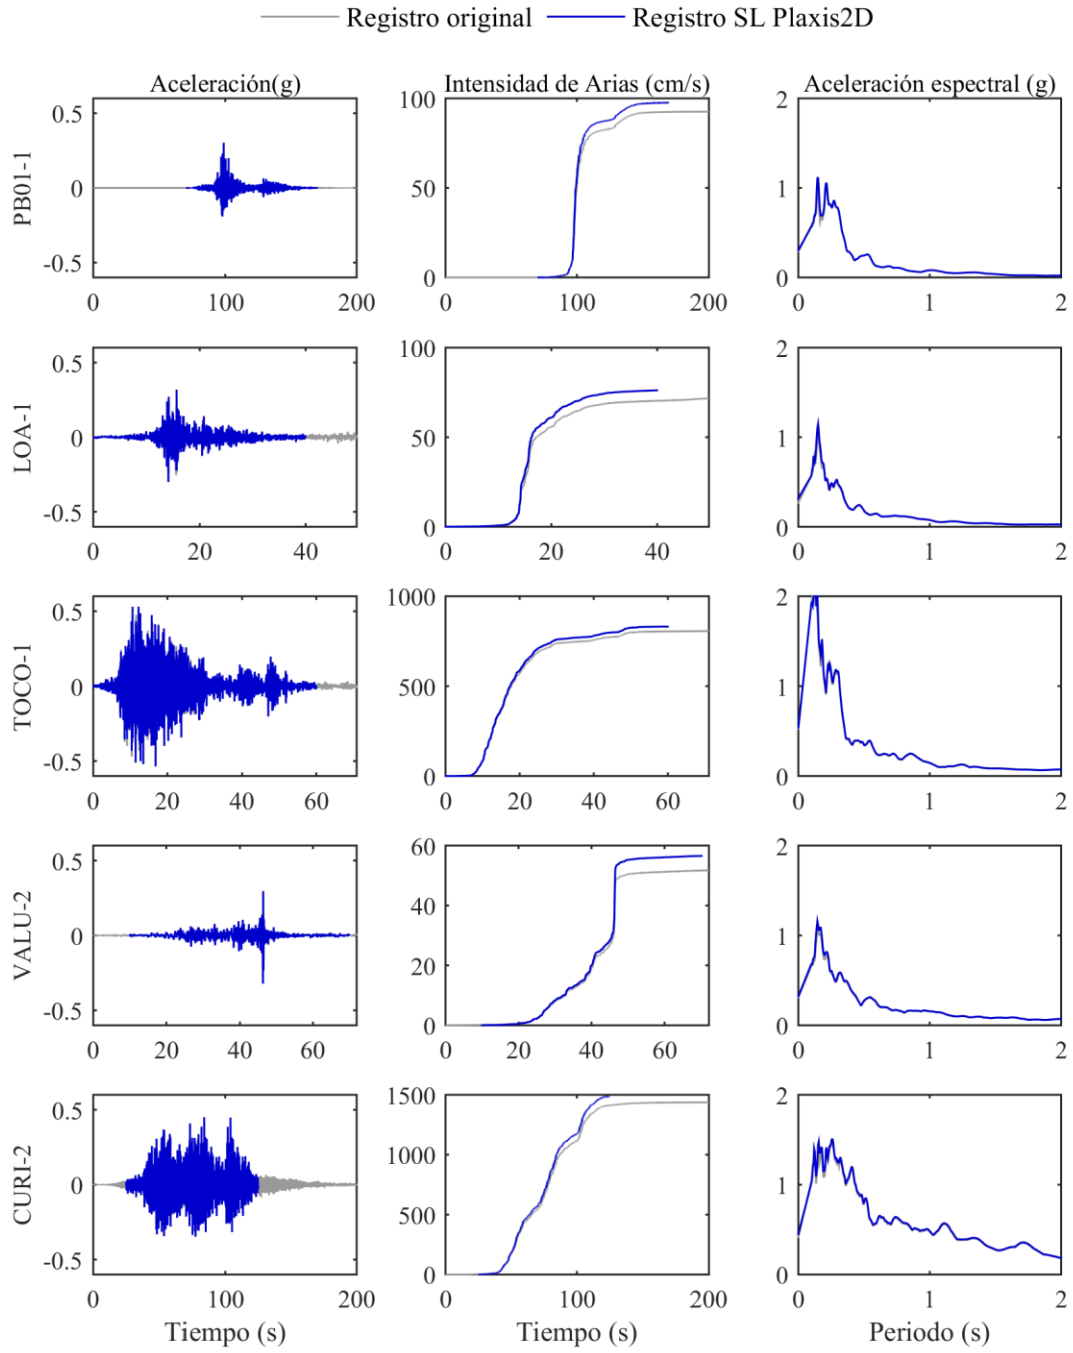 Registro original Registro SL Plaxis2D
Aceleración(g) Intensidad de Arias (cm/s) Aceleración espectral (g)
PB01-1
0.5 0 -0.5
0 100 200
100 50 0
0 100 200
2 1 0
0 1 2
LOA-1
0.5 0 -0.5
0 20 40
100 50 0
0 20 40
2 1 0
0 1 2
TOCO-1
0.5 0 -0.5
0 20 40 60
1000 500 0
0 20 40 60
2 1 0
0 1 2
VALU-2
0.5 0 -0.5
0 20 40 60
60 40 20 0
0 20 40 60
2 1 0
0 1 2
CURI-2
0.5 0 -0.5
0 100 200
1500 1000 500 0
0 100 200
2 1 0
0 1 2
Tiempo (s) Tiempo (s) Periodo (s)